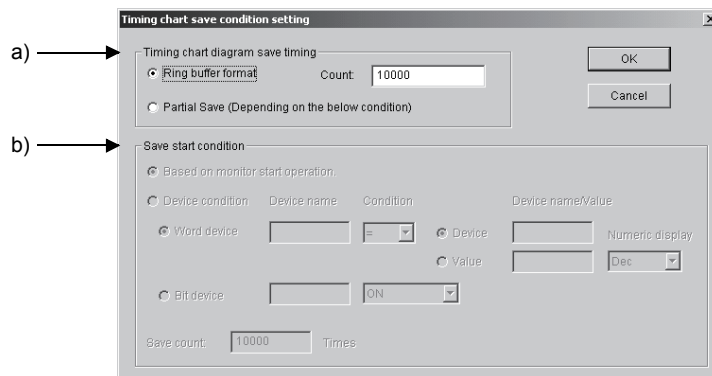 Timing chart save condition setting
a)
Timing chart diagram save timing
Ring buffer format Count: 10000
Partial Save (Depending on the below condition)
OK
Cancel
b)
Save start condition
Based on monitor start operation.
Device condition Device name Condition Device name/Value
Word device = Device Numeric display
Value Dec
Bit device ON
Save count: 10000 Times